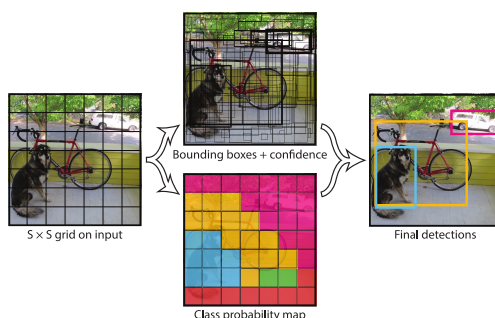 Bounding boxes + confidence
S × S grid on input
Final detections
Class probability map